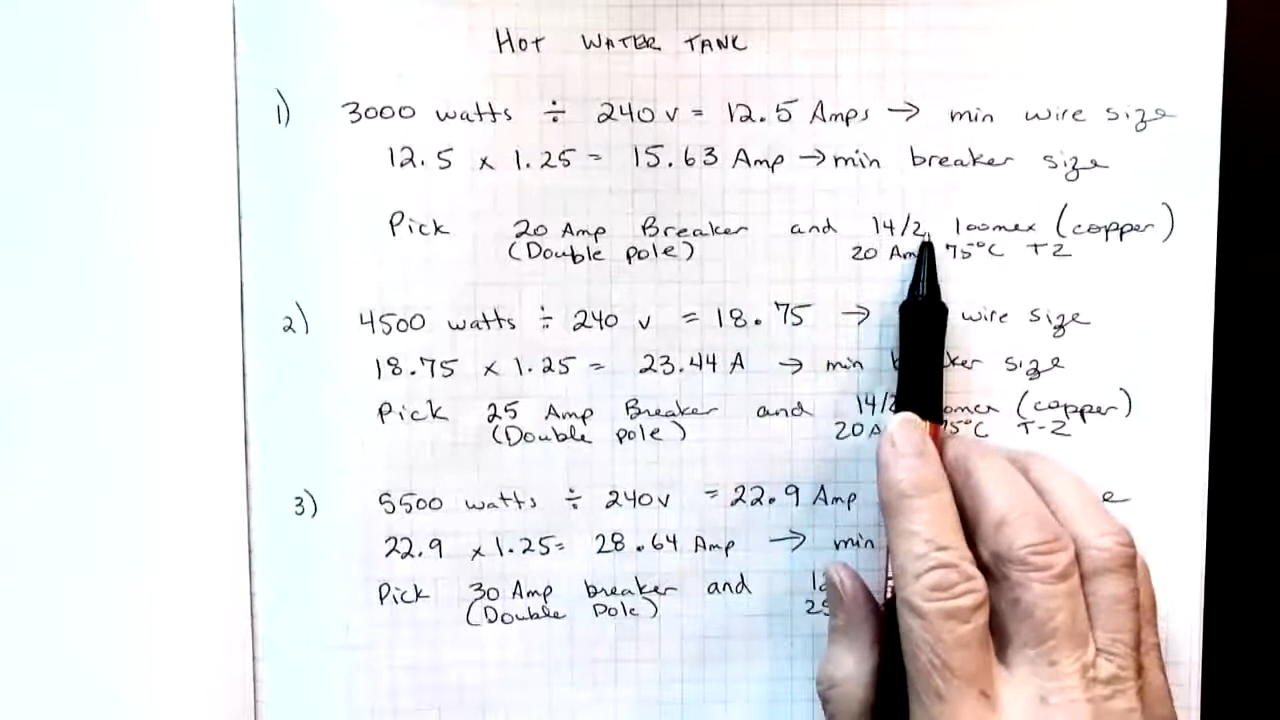 HOT WATER TANK
1) 3000 watts ÷ 240 v = 12.5 Amps → min wire size
12.5 x 1.25 = 15.63 Amp → min breaker size
Pick 20 Amp Breaker and 14/2 loomex (copper)
(Double pole) 20 Am 75°C T2
2) 4500 watts ÷ 240 v = 18.75 → wire size
18.75 x 1.25 = 23.44 A → min size
Pick 25 Amp Breaker and 14/2 (copper)
(Double pole) 20 A 75°C T-2
3) 5500 watts ÷ 240v = 22.9 Amp
22.9 x 1.25 = 28.64 Amp → min
Pick 30 Amp breaker and
(Double Pole)